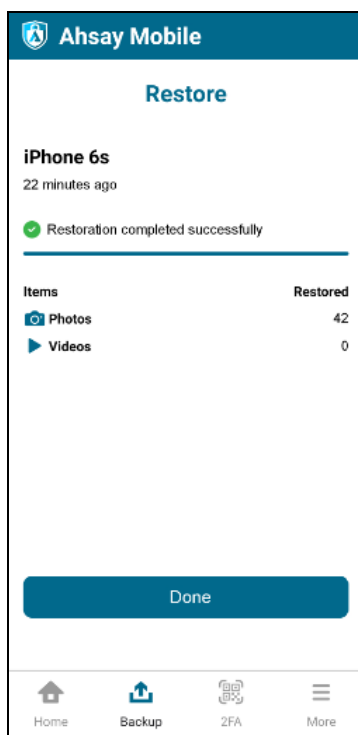 Ahsay Mobile
Restore
iPhone 6s
22 minutes ago
Restoration completed successfully
Items Restored
Photos 42
Videos 0
Done
Home Backup 2FA More